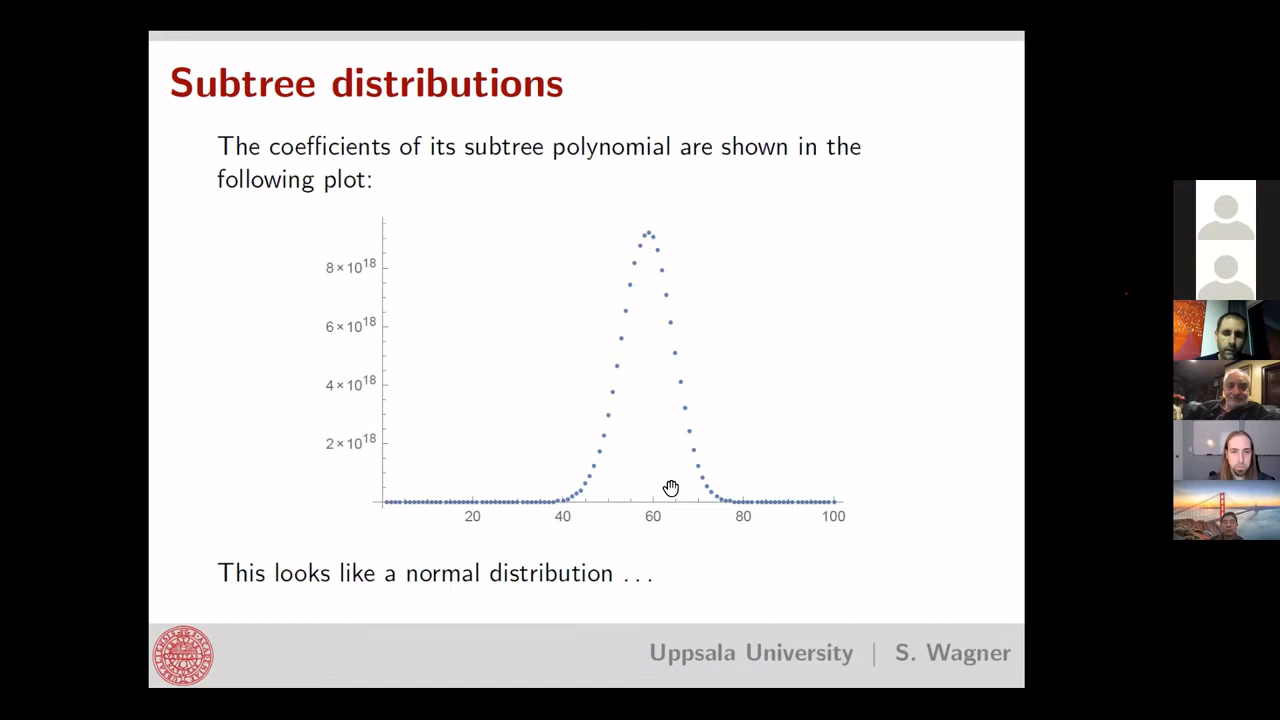 Subtree distributions
The coefficients of its subtree polynomial are shown in the
following plot:
8×10^18
6×10^18
4×10^18
2×10^18
20 40 60 80 100
This looks like a normal distribution ...
Uppsala University | S. Wagner